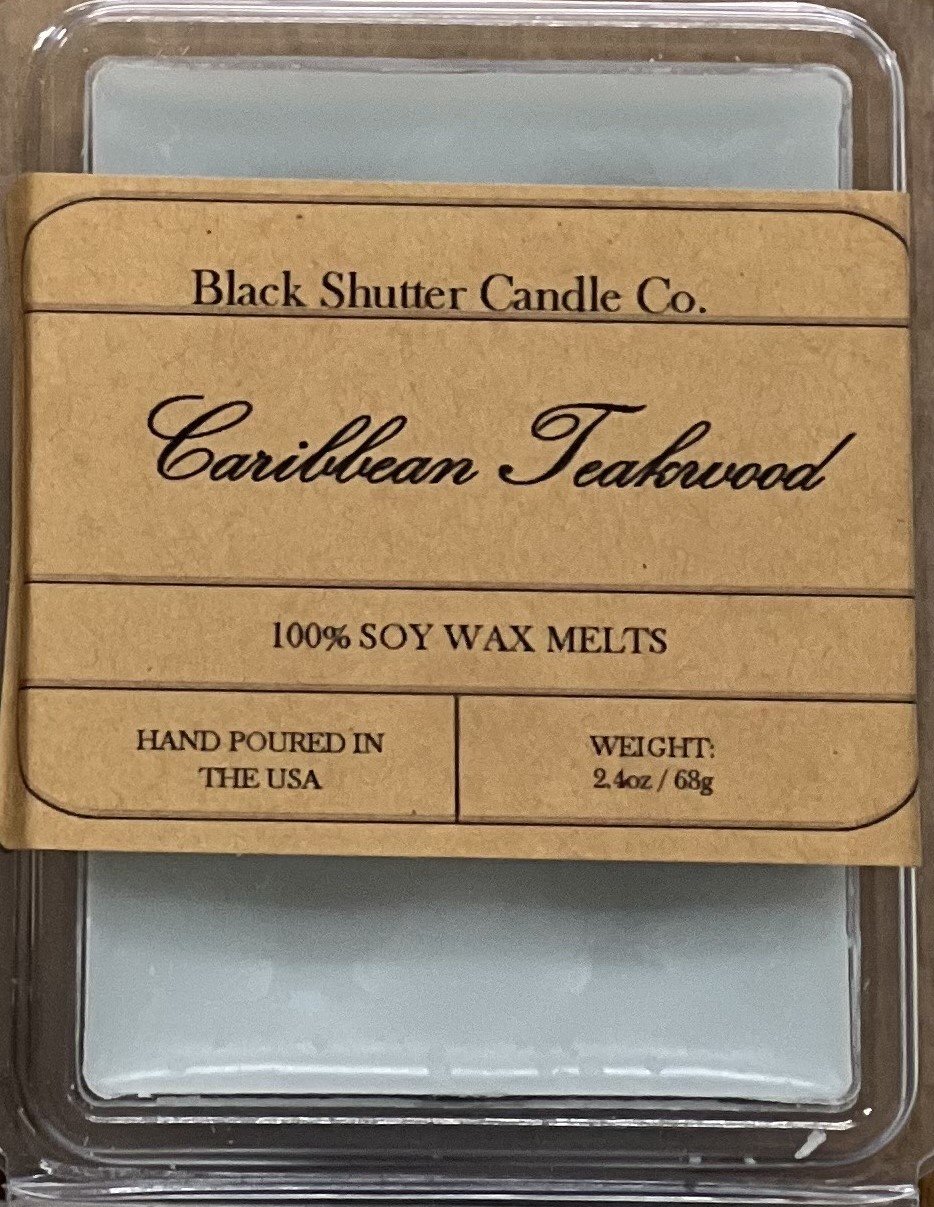 Black Shutter Candle Co.
Caribbean Teakwood
100% SOY WAX MELTS
HAND POURED IN
THE USA
WEIGHT:
2.4oz / 68g